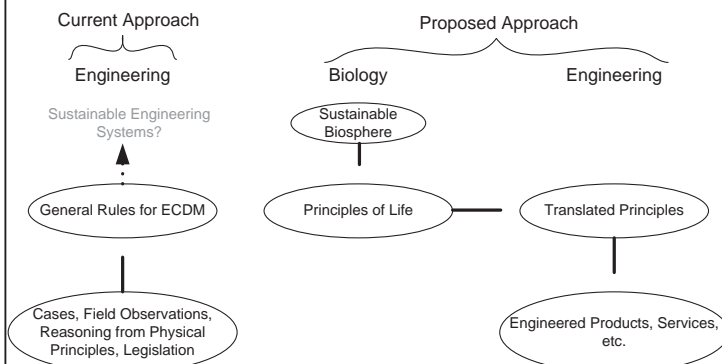 Current Approach
Proposed Approach
Engineering
Biology
Engineering
Sustainable Engineering
Systems?
Sustainable
Biosphere
General Rules for ECDM
Principles of Life
Translated Principles
Cases, Field Observations,
Reasoning from Physical
Principles, Legislation
Engineered Products, Services,
etc.